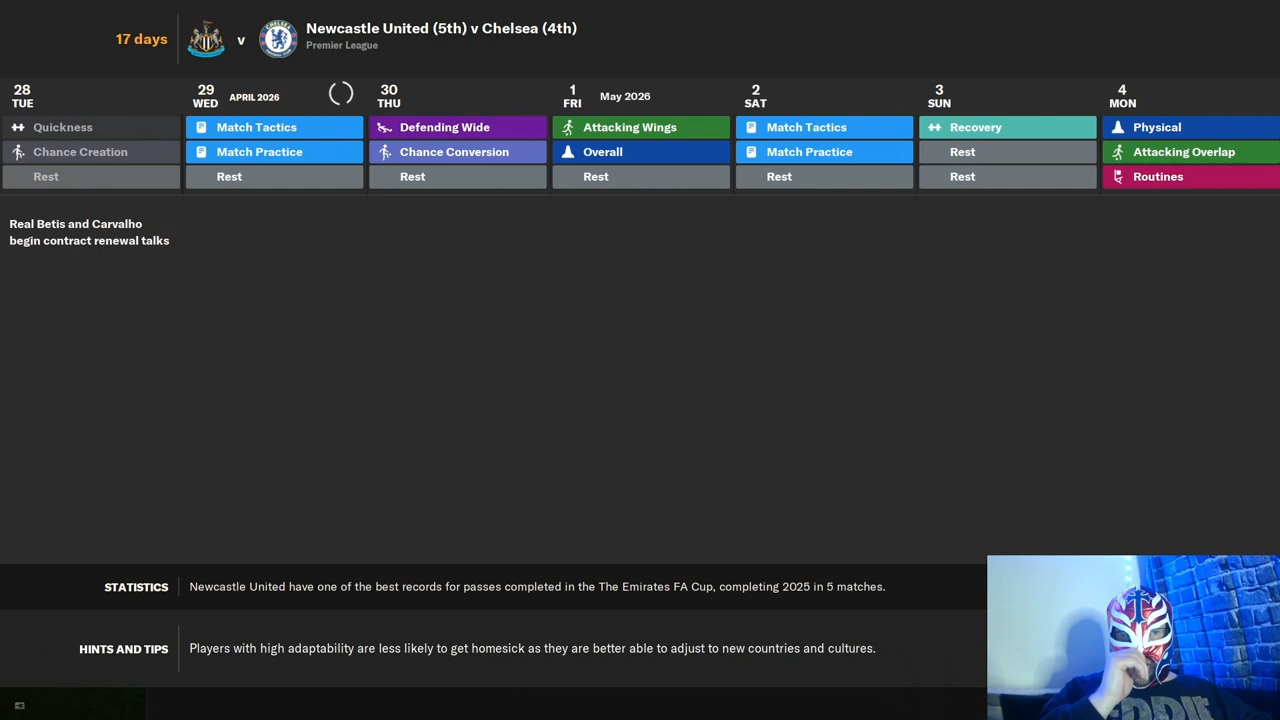 17 days
v
Newcastle United (5th) v Chelsea (4th)
Premier League
28
TUE
29
WED
APRIL 2026
30
THU
1
FRI
May 2026
2
SAT
3
SUN
4
MON
Quickness
Match Tactics
Defending Wide
Attacking Wings
Match Tactics
Recovery
Physical
Chance Creation
Match Practice
Chance Conversion
Overall
Match Practice
Rest
Attacking Overlap
Rest
Rest
Rest
Rest
Rest
Rest
Routines
Real Betis and Carvalho
begin contract renewal talks
STATISTICS
Newcastle United have one of the best records for passes completed in the The Emirates FA Cup, completing 2025 in 5 matches.
HINTS AND TIPS
Players with high adaptability are less likely to get homesick as they are better able to adjust to new countries and cultures.